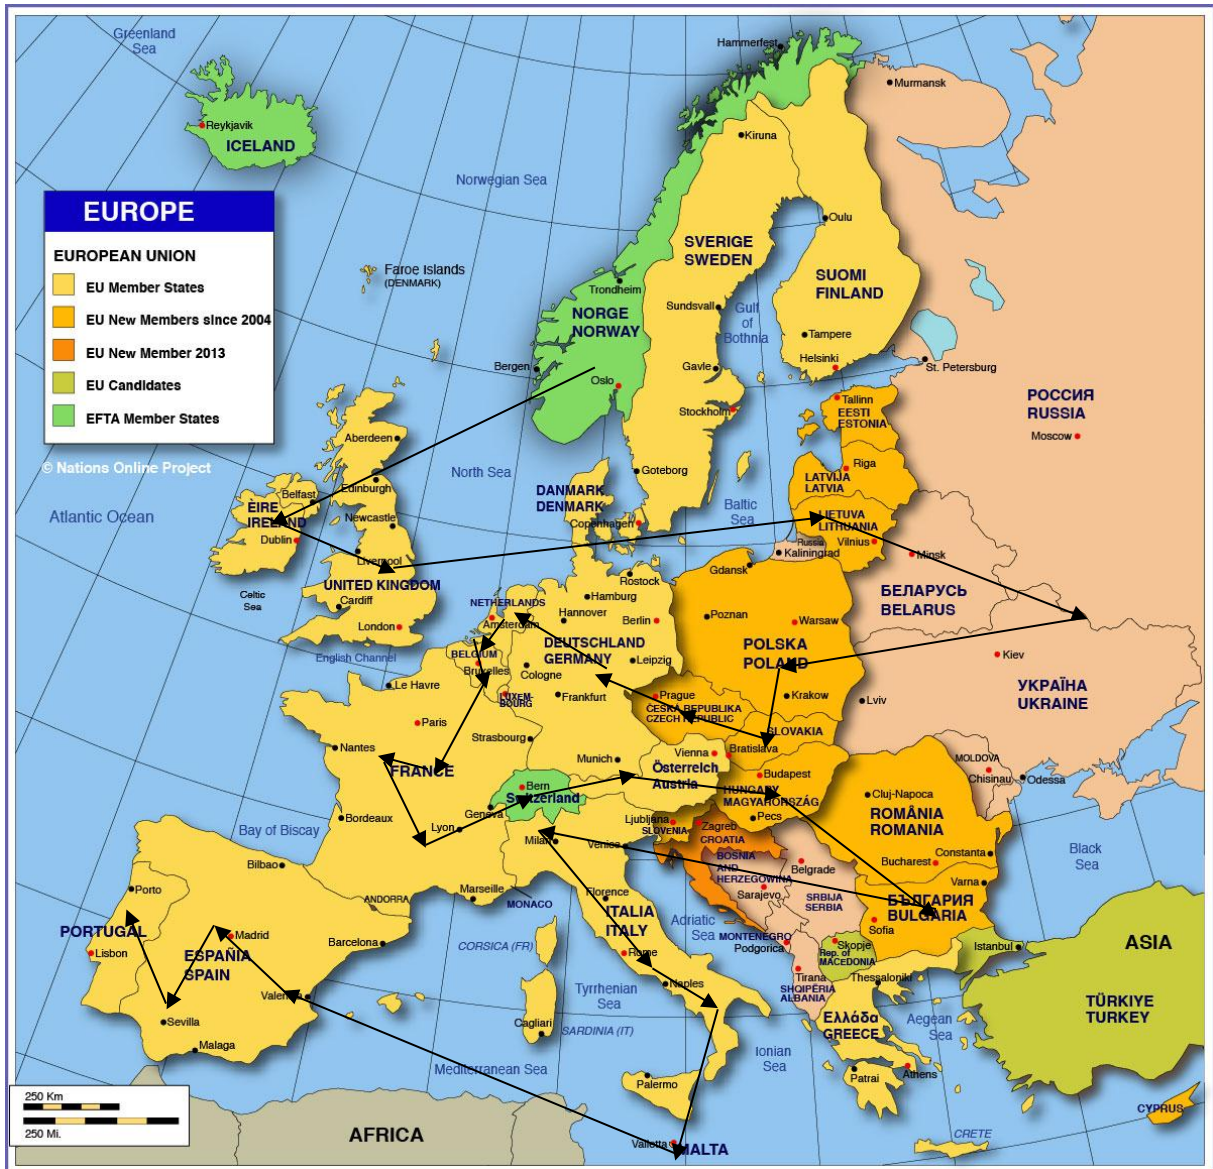 Greenland
Sea
Hammerfest
Murmansk
Reykjavik
ICELAND
Kiruna
Norwegian Sea
EUROPE
EUROPEAN UNION
EU Member States
EU New Members since 2004
EU New Member 2013
EU Candidates
EFTA Member States
© Nations Online Project
Oulu
SVERIGE
SWEDEN
SUOMI
FINLAND
Faroe Islands
(DENMARK)
Trondheim
NORGE
NORWAY
Sundsvall
Gulf
of
Bothnia
Tampere
Helsinki
St. Petersburg
Bergen
Oslo
Gavle
Stockholm
Tallinn
EESTI
ESTONIA
РОССИЯ
RUSSIA
Moscow
Aberdeen
Edinburgh
North Sea
Goteborg
Riga
LATVIJA
LATVIA
Atlantic Ocean
Belfast
ÈIRE
IRELAND
Dublin
Newcastle
Liverpool
DANMARK
DENMARK
Copenhagen
Baltic
Sea
LIETUVA
LITHUANIA
Vilnius
Russia
Kaliningrad
Minsk
Celtic
Sea
UNITED KINGDOM
Cardiff
London
English Channel
NETHERLANDS
Amsterdam
Rostock
Hamburg
Hannover
Berlin
Gdansk
БЕЛАРУСЬ
BELARUS
Poznan
Warsaw
POLSKA
POLAND
DEUTSCHLAND
GERMANY
Leipzig
BELGIUM
Bruxelles
Cologne
Kiev
УКРАЇНА
UKRAINE
Le Havre
LUXEM-
BOURG
Frankfurt
Prague
ČESKÁ REPUBLIKA
CZECH REPUBLIC
Krakow
Lviv
Paris
Strasbourg
SLOVAKIA
Nantes
Munich
Vienna
Bratislava
FRANCE
Österreich
Austria
Budapest
HUNGARY
MAGYARORSZÁG
MOLDOVA
Chisinau
Odessa
Bern
Switzerland
Geneva
Cluj-Napoca
ROMÂNIA
ROMANIA
Bordeaux
Lyon
Bay of Biscay
Ljubljana
SLOVENIA
Zagreb
CROATIA
Pecs
Milan
Venice
BOSNIA
AND
HERZEGOWINA
Sarajevo
Belgrade
Bucharest
Constanta
Black
Sea
Bilbao
Porto
Marseille
MONACO
ANDORRA
Florence
SRBIJA
SERBIA
Varna
БЪЛГАРИЯ
BULGARIA
Sofia
PORTUGAL
Lisbon
Madrid
ESPAÑIA
SPAIN
Barcelona
CORSICA (FR)
ITALIA
ITALY
Rome
Adriatic
Sea
MONTENEGRO
Podgorica
Skopje
Rep. of
MACEDONIA
Istanbul
ASIA
Valencia
Tyrrhenian
Sea
Naples
Tirana
SHQIPËRIA
ALBANIA
Thessaloniki
TÜRKIYE
TURKEY
Sevilla
Malaga
Cagliari
SARDINIA (IT)
Ελλάδα
GREECE
Aegean
Sea
Mediterranean Sea
Palermo
Ionian
Sea
Patrai
Athens
250 Km
250 Mi.
AFRICA
Valletta
MALTA
CRETE
CYPRUS